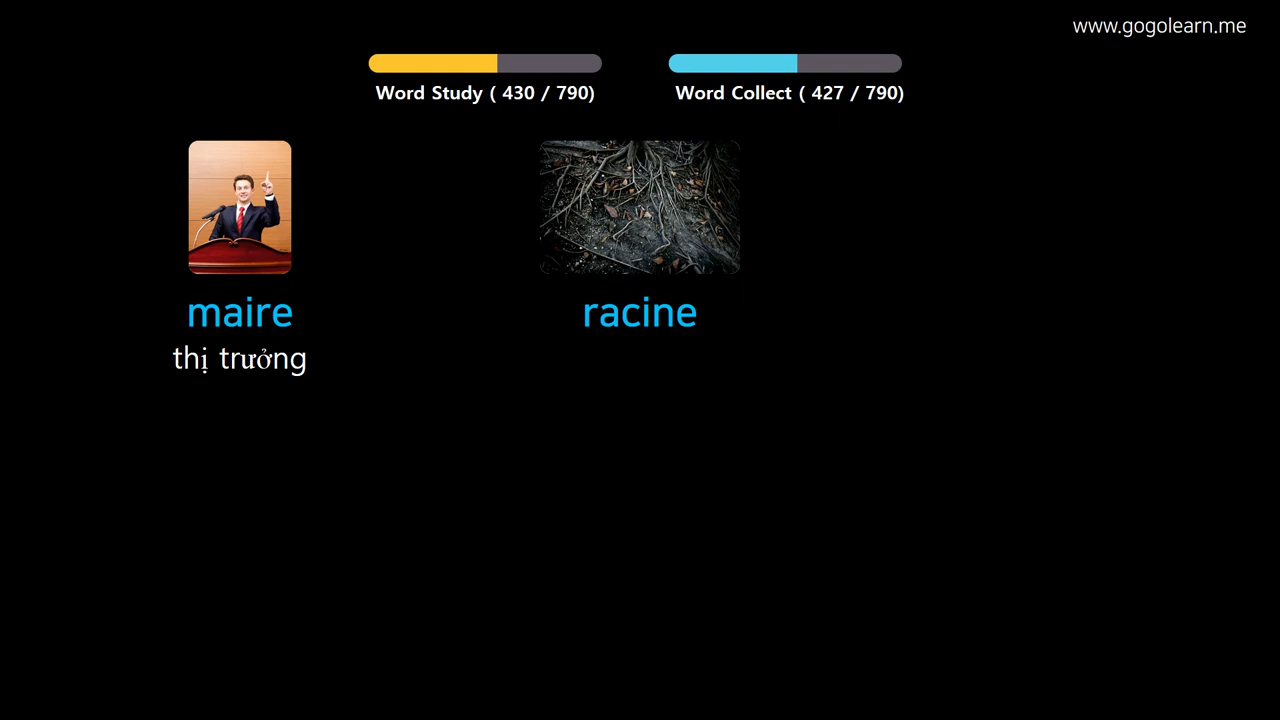 www.gogolearn.me
Word Study ( 430 / 790)
Word Collect ( 427 / 790)
maire
thị trưởng
racine